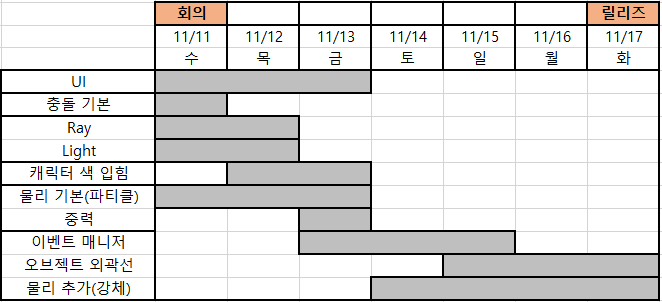 회의 릴리즈
11/11 11/12 11/13 11/14 11/15 11/16 11/17
수 목 금 토 일 월 화
UI
충돌 기본
Ray
Light
캐릭터 색 입힘
물리 기본(파티클)
중력
이벤트 매니저
오브젝트 외곽선
물리 추가(강체)